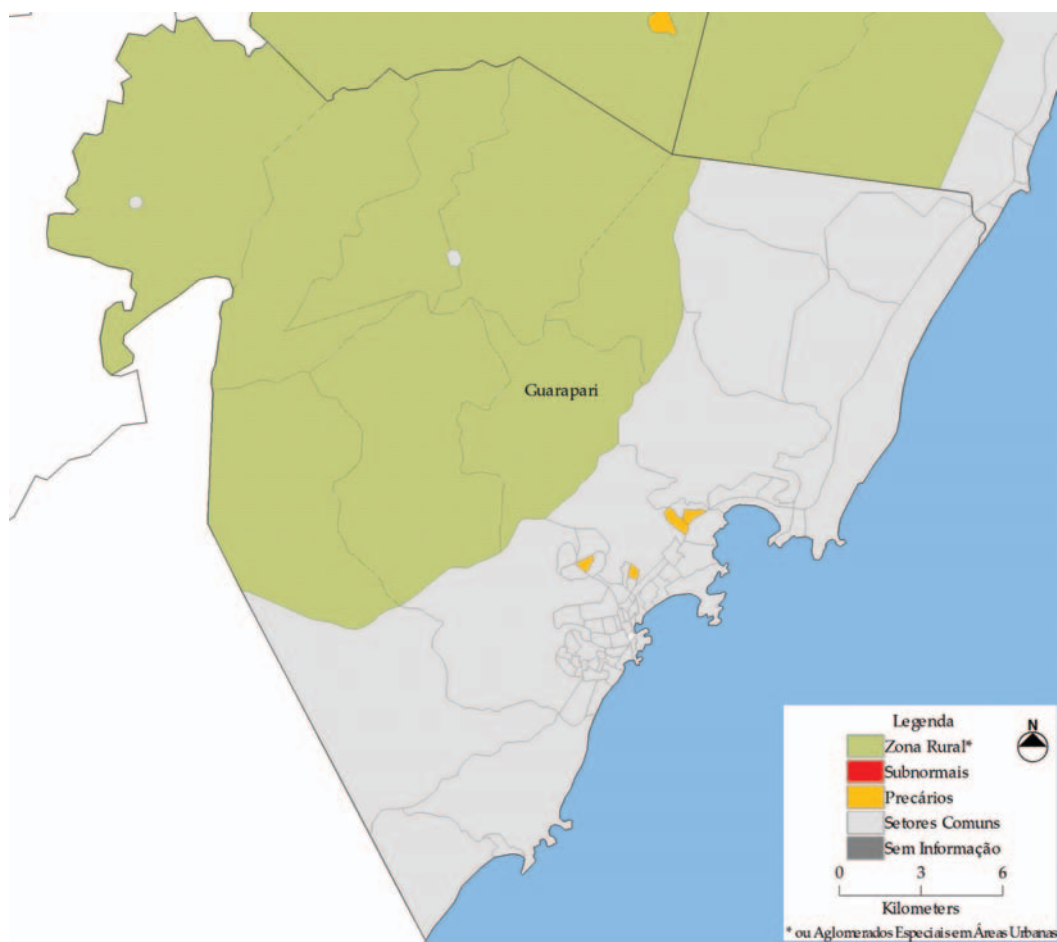 Guarapari
Legenda
N
Zona Rural*
Subnormais
Precários
Setores Comuns
Sem Informação
0 3 6
Kilometers
* ou Aglomerados Especiais em Áreas Urbanas